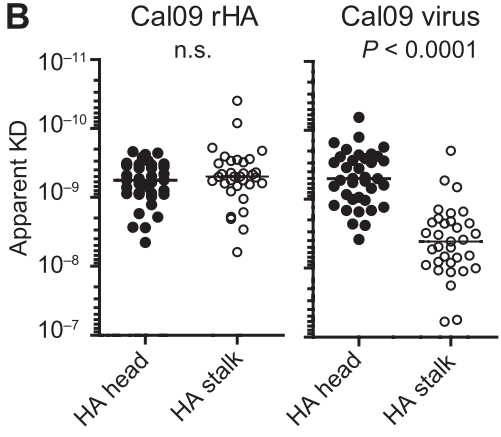 B
Cal09 rHA
Cal09 virus
n.s.
P < 0.0001
Apparent KD
10⁻¹¹
10⁻¹⁰
10⁻⁹
10⁻⁸
10⁻⁷
HA head
HA stalk
HA head
HA stalk